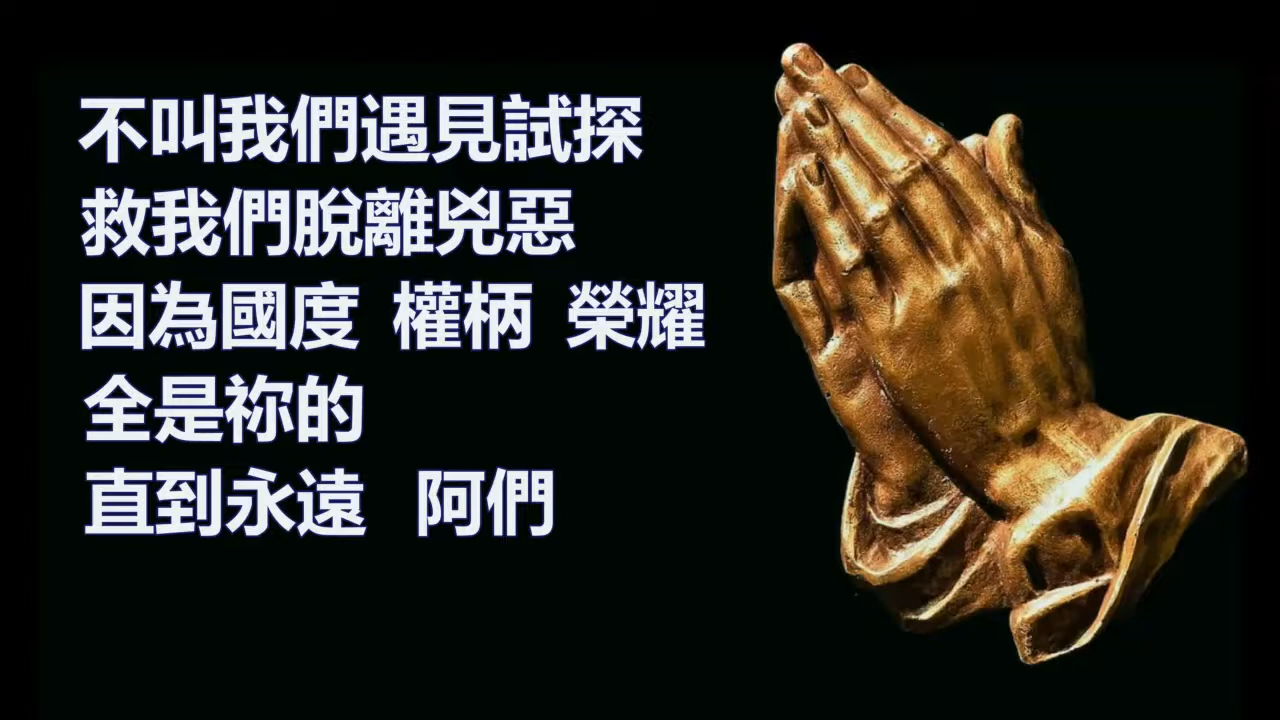 不叫我們遇見試探
救我們脫離兇惡
因為國度 權柄 榮耀
全是祢的
直到永遠 阿們